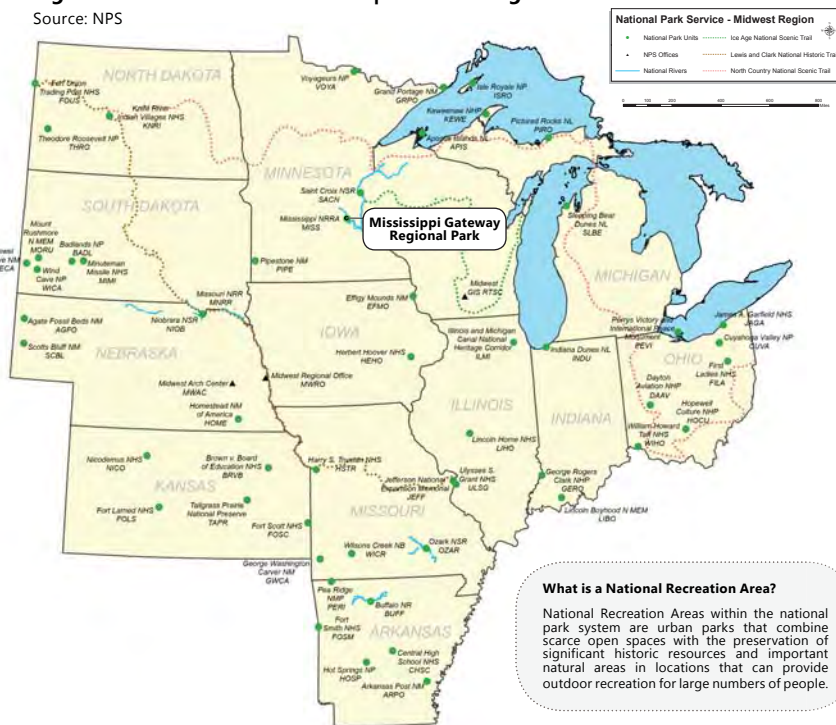 Source: NPS
National Park Service - Midwest Region
National Park Units
Ice Age National Scenic Trail
NPS Offices
Lewis and Clark National Historic Trail
National Rivers
North Country National Scenic Trail
0 100 200 400 600 800
NORTH DAKOTA
Fort Union
Trading Post NHS
FOUS
Knife River
Indian Villages NHS
KNRI
Theodore Roosevelt NP
THRO
Voyageurs NP
VOYA
Grand Portage NM
GRPO
Isle Royale NP
ISRO
Keweenaw NHP
KEWE
Pictured Rocks NL
PIRO
Apostle Islands NL
APIS
MINNESOTA
Saint Croix NSR
SACN
Mississippi NRRA
MISS
Mississippi Gateway
Regional Park
SOUTH DAKOTA
Mount
Rushmore
N MEM
MORU
Badlands NP
BADL
Minuteman
Missile NHS
MIMI
Wind
Cave NP
WICA
Pipestone NM
PIPE
Sleeping Bear
Dunes NL
SLBE
MICHIGAN
Midwest
GIS RTSC
Missouri NRR
MNRR
Niobrara NSR
NIOB
Agate Fossil Beds NM
AGFO
Scotts Bluff NM
SCBL
NEBRASKA
Effigy Mounds NM
EFMO
IOWA
Herbert Hoover NHS
HEHO
Illinois and Michigan
Canal National
Heritage Corridor
ILMI
Indiana Dunes NL
INDU
Perrys Victory and
International Peace
Monument
PEVI
James A. Garfield NHS
JAGA
Cuyahoga Valley NP
CUVA
OHIO
First
Ladies NHS
FILA
Dayton
Aviation NHP
DAAV
Hopewell
Culture NHP
HOCU
William Howard
Taft NHS
WIHO
Midwest Arch Center
MWAC
Midwest Regional Office
MWRO
Homestead NM
of America
HOME
ILLINOIS
INDIANA
Lincoln Home NHS
LIHO
Nicodemus NHS
NICO
Brown v. Board
of Education NHS
BRVB
Harry S. Truman NHS
HSTR
Jefferson National
Expansion Memorial
JEFF
Ulysses S.
Grant NHS
ULSG
George Rogers
Clark NHP
GERO
Lincoln Boyhood N MEM
LIBO
KANSAS
Fort Larned NHS
FOLS
Tallgrass Prairie
National Preserve
TAPR
Fort Scott NHS
FOSC
MISSOURI
George Washington
Carver NM
GWCA
Wilsons Creek NB
WICR
Ozark NSR
OZAR
Pea Ridge
NMP
PERI
Buffalo NR
BUFF
Fort
Smith NHS
FOSM
ARKANSAS
Central High
School NHS
CHSC
Hot Springs NP
HOSP
Arkansas Post NM
ARPO
What is a National Recreation Area?
National Recreation Areas within the national
park system are urban parks that combine
scarce open spaces with the preservation of
significant historic resources and important
natural areas in locations that can provide
outdoor recreation for large numbers of people.